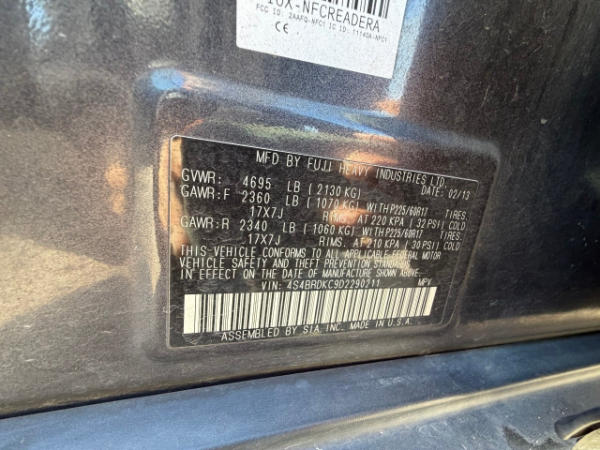 10X-NFCREADERA
FCC ID: 2AAFQ-NFC1 IC ID: 11140A-NFC1
CE
MFD BY FUJI HEAVY INDUSTRIES LTD.
GVWR: 4695 LB (2130 KG) DATE: 02/13
GAWR:F 2360 LB (1070 KG) WITH P225/60R17 TIRES,
17X7J RIMS, AT 220 KPA (32 PSI) COLD
GAWR:R 2340 LB (1060 KG) WITH P225/60R17 TIRES,
17X7J RIMS, AT 210 KPA (30 PSI) COLD
THIS VEHICLE CONFORMS TO ALL APPLICABLE FEDERAL MOTOR
VEHICLE SAFETY AND THEFT PREVENTION STANDARDS
IN EFFECT ON THE DATE OF MANUFACTURE SHOWN ABOVE.
VIN: 4S4BRDKC9D2290211 MPV
ASSEMBLED BY SIA, INC. MADE IN U.S.A.